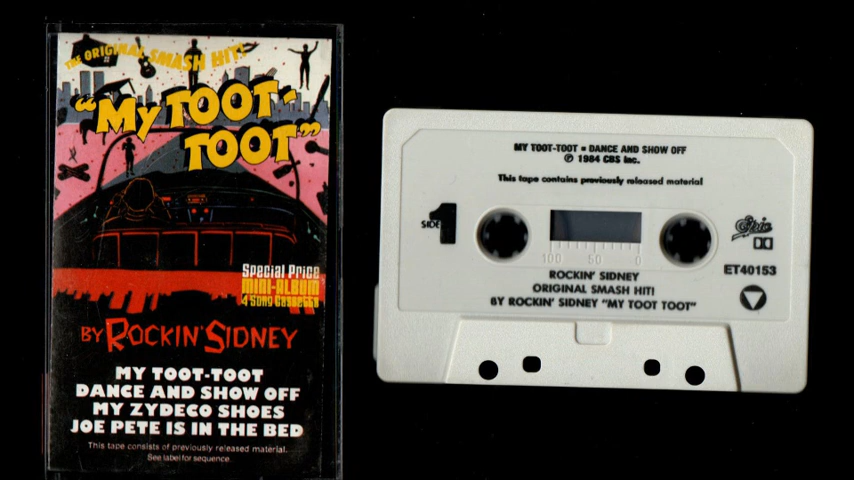 THE ORIGINAL SMASH HIT!
"MY TOOT-
TOOT"
Special Price
MINI-ALBUM
4 Song Cassette
BY ROCKIN' SIDNEY
MY TOOT-TOOT
DANCE AND SHOW OFF
MY ZYDECO SHOES
JOE PETE IS IN THE BED
This tape consists of previously released material.
See label for sequence.
MY TOOT-TOOT ▪ DANCE AND SHOW OFF
℗ 1984 CBS Inc.
This tape contains previously released material
SIDE 1
Epic
100 50 0
ET40153
ROCKIN' SIDNEY
ORIGINAL SMASH HIT!
BY ROCKIN' SIDNEY "MY TOOT TOOT"